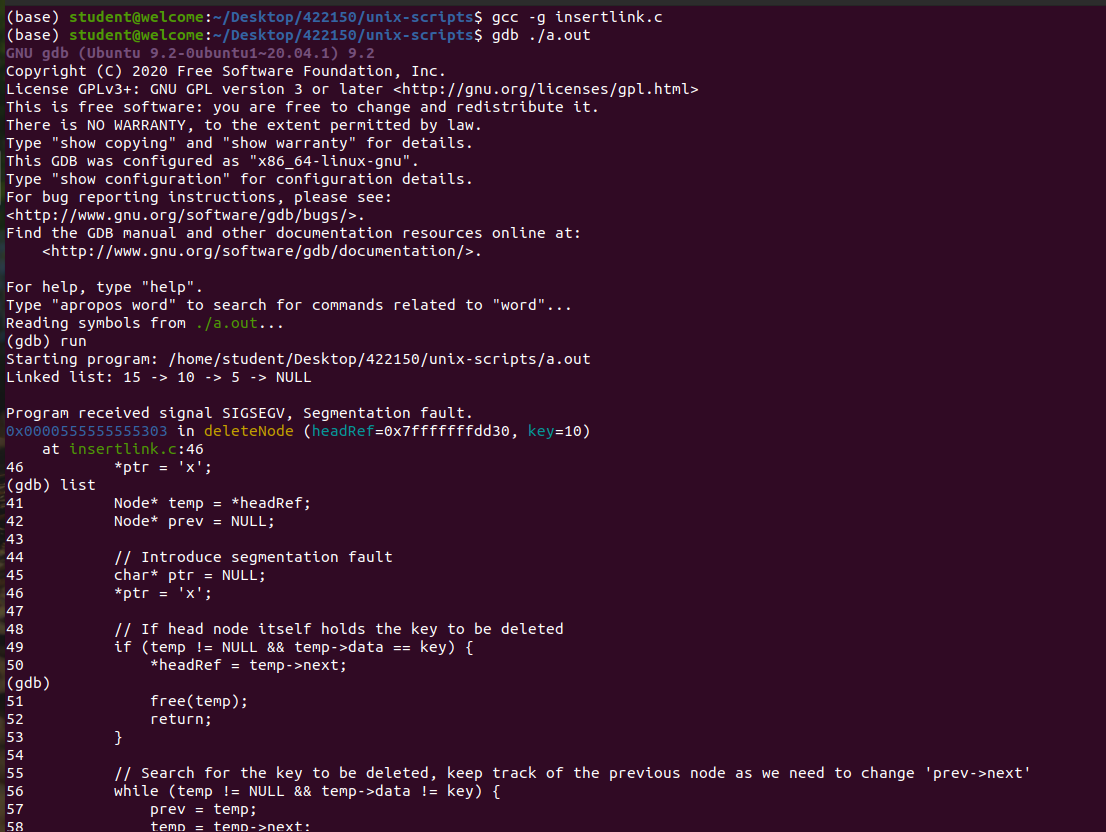 (base) student@welcome:~/Desktop/422150/unix-scripts$ gcc -g insertlink.c
(base) student@welcome:~/Desktop/422150/unix-scripts$ gdb ./a.out
GNU gdb (Ubuntu 9.2-0ubuntu1~20.04.1) 9.2
Copyright (C) 2020 Free Software Foundation, Inc.
License GPLv3+: GNU GPL version 3 or later <http://gnu.org/licenses/gpl.html>
This is free software: you are free to change and redistribute it.
There is NO WARRANTY, to the extent permitted by law.
Type "show copying" and "show warranty" for details.
This GDB was configured as "x86_64-linux-gnu".
Type "show configuration" for configuration details.
For bug reporting instructions, please see:
<http://www.gnu.org/software/gdb/bugs/>.
Find the GDB manual and other documentation resources online at:
    <http://www.gnu.org/software/gdb/documentation/>.

For help, type "help".
Type "apropos word" to search for commands related to "word"...
Reading symbols from ./a.out...
(gdb) run
Starting program: /home/student/Desktop/422150/unix-scripts/a.out
Linked list: 15 -> 10 -> 5 -> NULL

Program received signal SIGSEGV, Segmentation fault.
0x0000555555555303 in deleteNode (headRef=0x7fffffffdd30, key=10)
    at insertlink.c:46
46          *ptr = 'x';
(gdb) list
41          Node* temp = *headRef;
42          Node* prev = NULL;
43
44          // Introduce segmentation fault
45          char* ptr = NULL;
46          *ptr = 'x';
47
48          // If head node itself holds the key to be deleted
49          if (temp != NULL && temp->data == key) {
50              *headRef = temp->next;
(gdb)
51              free(temp);
52              return;
53          }
54
55          // Search for the key to be deleted, keep track of the previous node as we need to change 'prev->next'
56          while (temp != NULL && temp->data != key) {
57              prev = temp;
58              temp = temp->next;